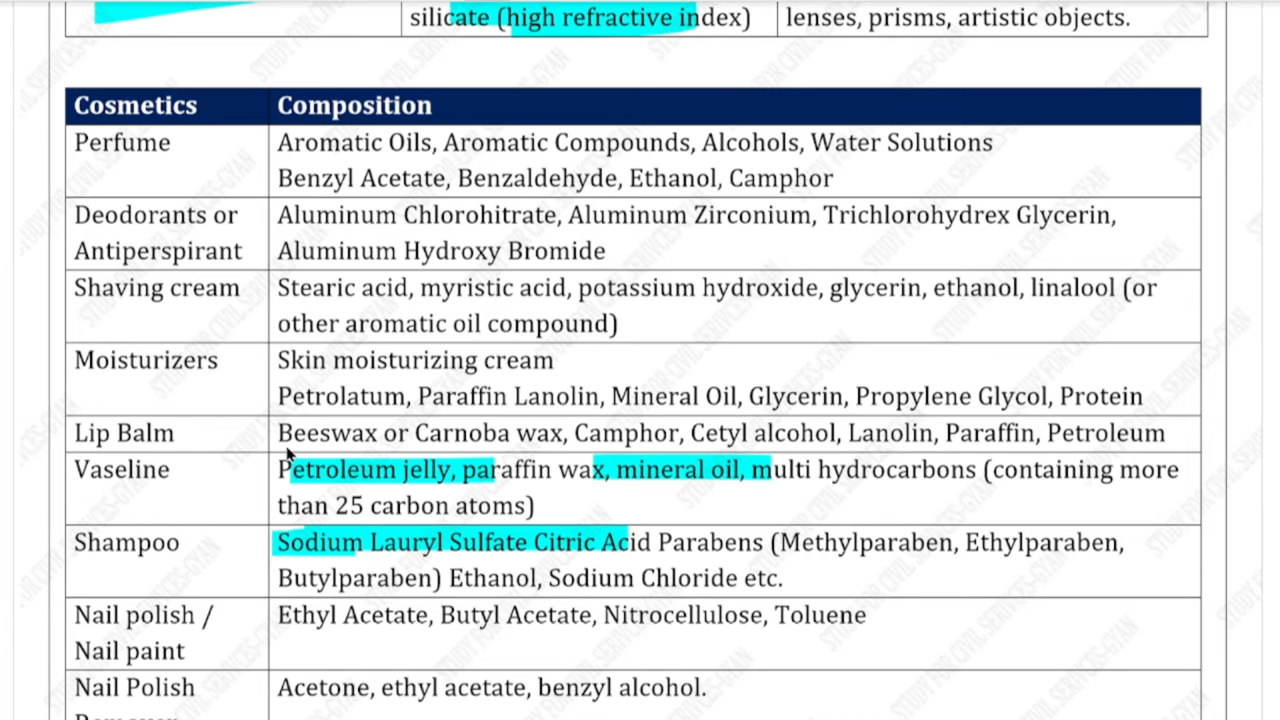 silicate (high refractive index) lenses, prisms, artistic objects.
Cosmetics Composition
Perfume Aromatic Oils, Aromatic Compounds, Alcohols, Water Solutions
Benzyl Acetate, Benzaldehyde, Ethanol, Camphor
Deodorants or Aluminum Chlorohitrate, Aluminum Zirconium, Trichlorohydrex Glycerin,
Antiperspirant Aluminum Hydroxy Bromide
Shaving cream Stearic acid, myristic acid, potassium hydroxide, glycerin, ethanol, linalool (or
other aromatic oil compound)
Moisturizers Skin moisturizing cream
Petrolatum, Paraffin Lanolin, Mineral Oil, Glycerin, Propylene Glycol, Protein
Lip Balm Beeswax or Carnoba wax, Camphor, Cetyl alcohol, Lanolin, Paraffin, Petroleum
Vaseline Petroleum jelly, paraffin wax, mineral oil, multi hydrocarbons (containing more
than 25 carbon atoms)
Shampoo Sodium Lauryl Sulfate Citric Acid Parabens (Methylparaben, Ethylparaben,
Butylparaben) Ethanol, Sodium Chloride etc.
Nail polish / Ethyl Acetate, Butyl Acetate, Nitrocellulose, Toluene
Nail paint
Nail Polish Acetone, ethyl acetate, benzyl alcohol.